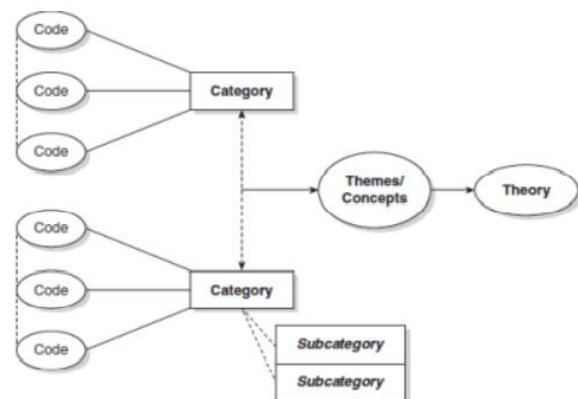 Code
Code
Category
Code
Themes/
Concepts
Theory
Code
Code
Category
Code
Subcategory
Subcategory